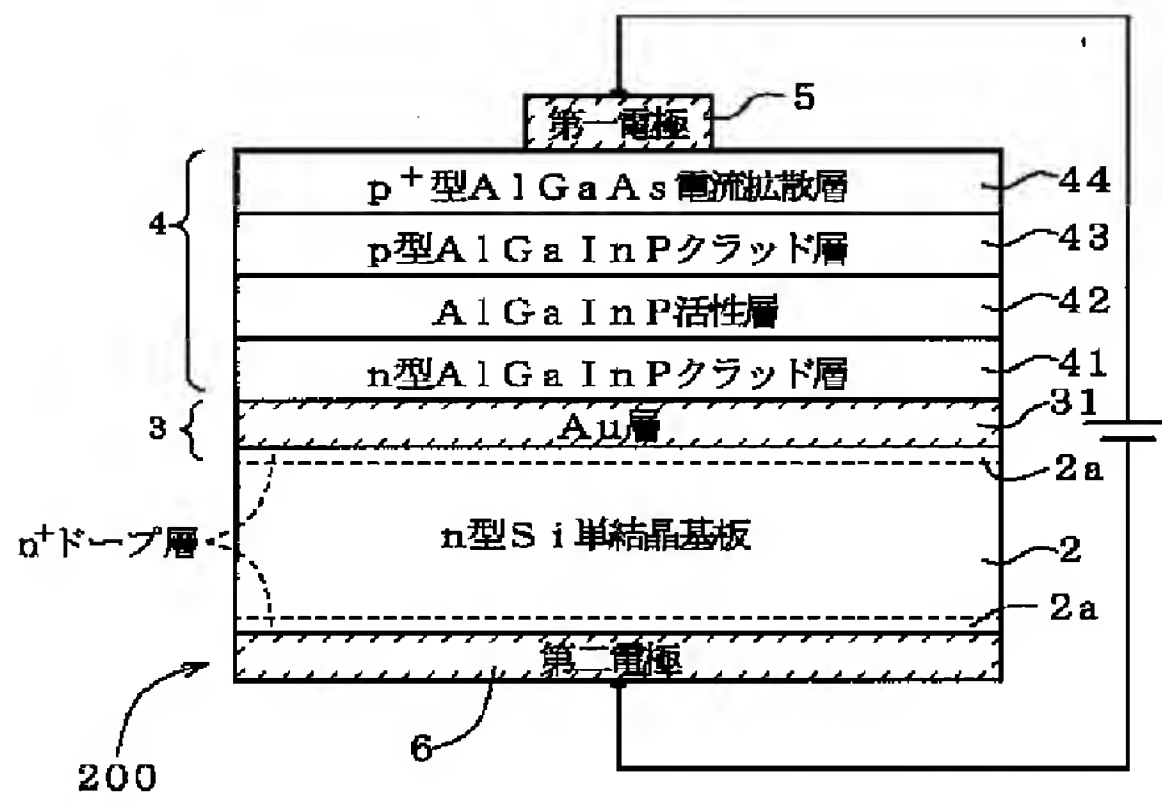 第一電極
5
p⁺型AlGaAs電流拡散層
44
4
p型AlGaInPクラッド層
43
AlGaInP活性層
42
n型AlGaInPクラッド層
41
3
Au層
31
2a
n⁺ドープ層
n型Si単結晶基板
2
2a
第二電極
6
200